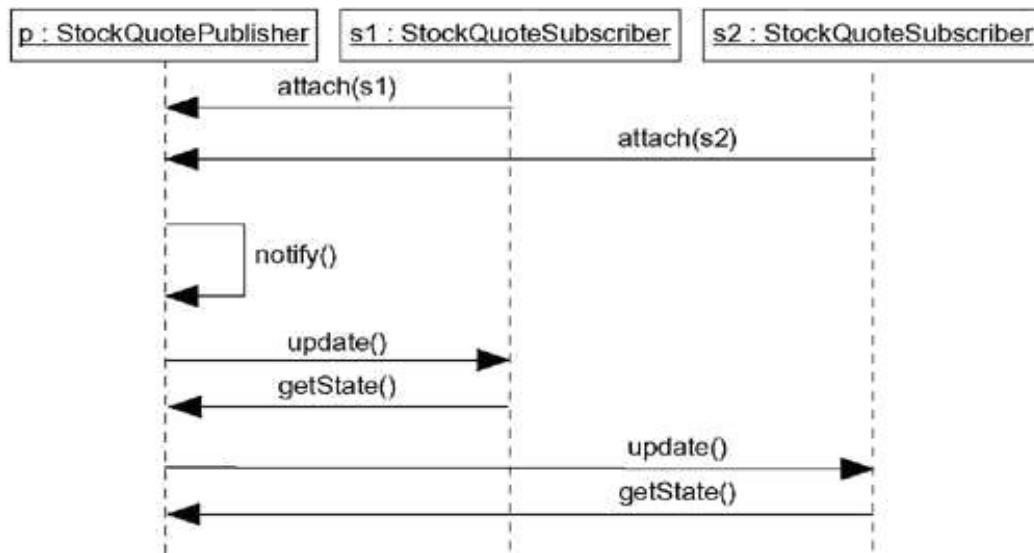 p : StockQuotePublisher
s1 : StockQuoteSubscriber
s2 : StockQuoteSubscriber
attach(s1)
attach(s2)
notify()
update()
getState()
update()
getState()